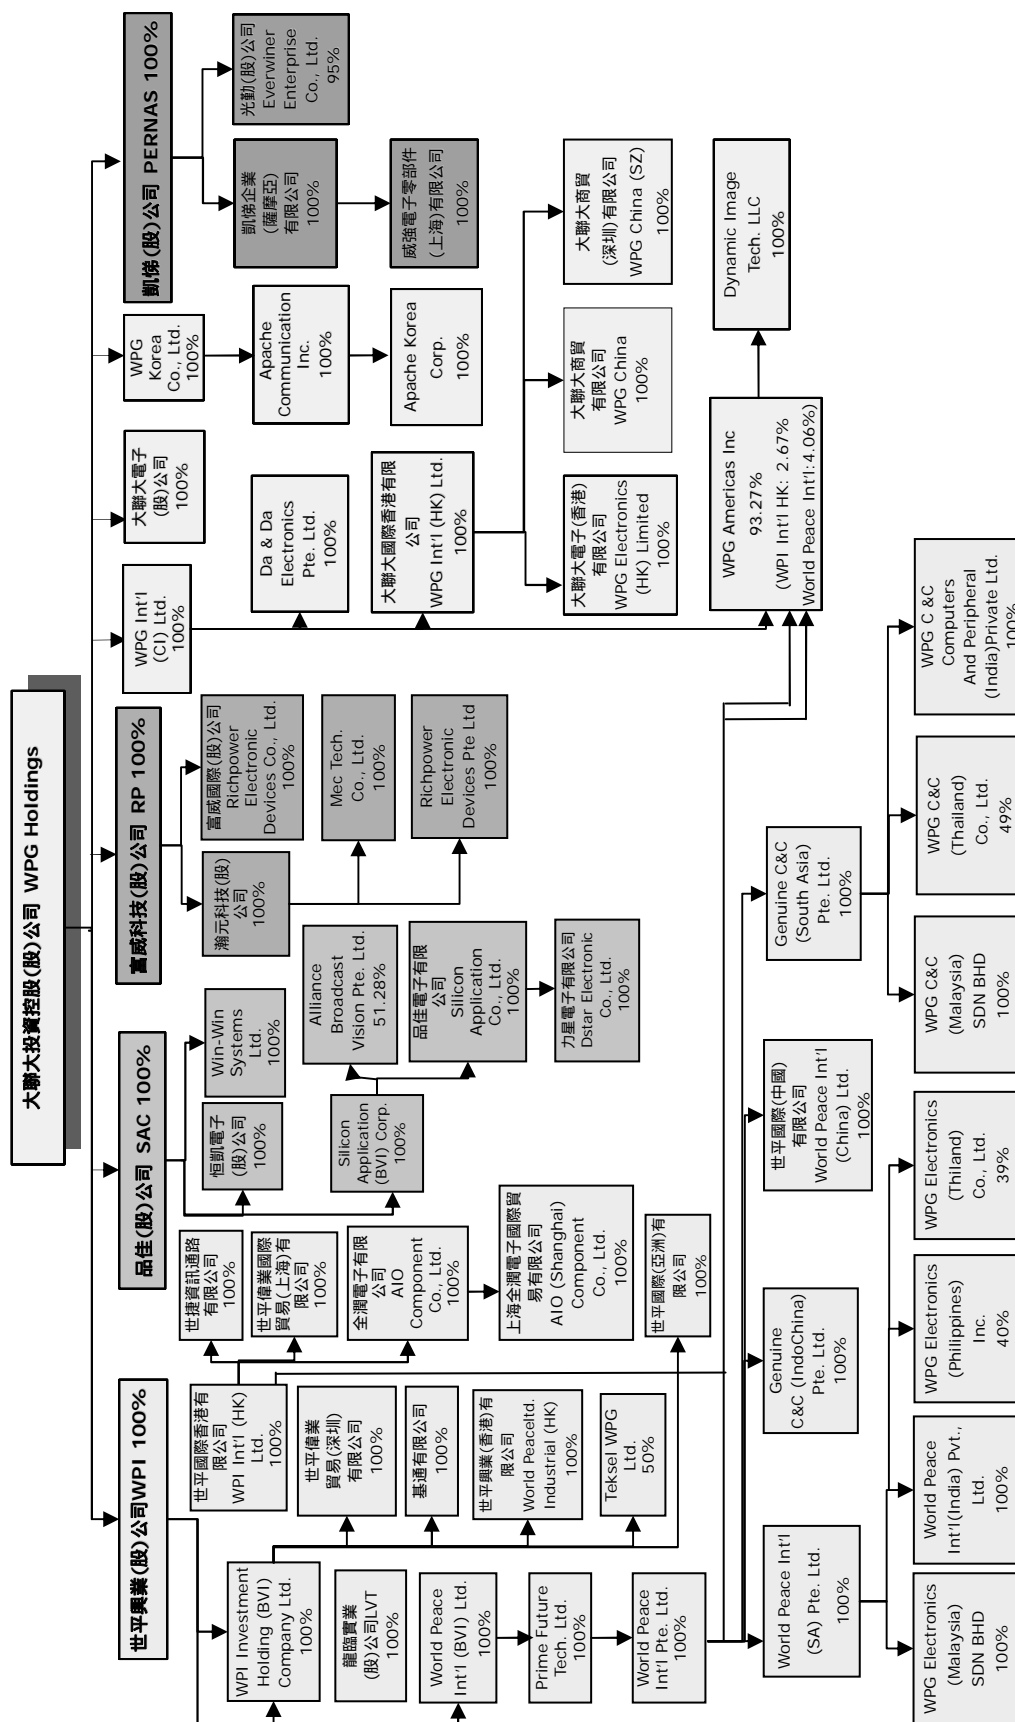 大聯大投資控股(股)公司 WPG Holdings
世平興業(股)公司WPI 100%
品佳(股)公司 SAC 100%
富威科技(股)公司 RP 100%
WPG Int'l
(CI) Ltd.
100%
大聯大電子
(股)公司
100%
WPG
Korea
Co., Ltd.
100%
凱悌(股)公司 PERNAS 100%
世平國際香港有
限公司
WPI Int'l (HK)
Ltd.
100%
世捷資訊通路
有限公司
100%
世平偉業國際
貿易(上海)有
限公司
100%
全潤電子有限
公司
AIO
Component
Co., Ltd.
100%
上海全潤電子國際貿
易有限公司
AIO (Shanghai)
Component
Co., Ltd.
100%
WPI Investment
Holding (BVI)
Company Ltd.
100%
世平偉業
貿易(深圳)
有限公司
100%
基通有限公司
100%
世平興業(香港)有
限公司
World Peaceltd.
Industrial (HK)
100%
Teksel WPG
Ltd.
50%
世平國際(亞洲)有
限公司
100%
龍臨實業
(股)公司LVT
100%
World Peace
Int'l (BVI) Ltd.
100%
Prime Future
Tech. Ltd.
100%
World Peace
Int'l Pte. Ltd.
100%
恒凱電子
(股)公司
100%
Win-Win
Systems
Ltd.
100%
Silicon
Application
(BVI) Corp.
100%
Alliance
Broadcast
Vision Pte. Ltd.
51.28%
品佳電子有限
公司
Silicon
Application
Co., Ltd.
100%
力星電子有限公司
Dstar Electronic
Co., Ltd.
100%
瀚元科技(股)
公司
100%
富威國際(股)公司
Richpower
Electronic
Devices Co., Ltd.
100%
Mec Tech.
Co., Ltd.
100%
Richpower
Electronic
Devices Pte Ltd
100%
Da & Da
Electronics
Pte. Ltd.
100%
大聯大國際香港有限
公司
WPG Int'l (HK) Ltd.
100%
大聯大電子(香港)
有限公司
WPG Electronics
(HK) Limited
100%
大聯大商貿
有限公司
WPG China
100%
大聯大商貿
(深圳)有限公司
WPG China (SZ)
100%
Apache
Communication
Inc.
100%
Apache Korea
Corp.
100%
凱悌企業
(薩摩亞)
有限公司
100%
光勤(股)公司
Everwiner
Enterprise
Co., Ltd.
95%
威強電子零部件
(上海)有限公司
100%
WPG Americas Inc
93.27%
(WPI Int'l HK: 2.67%
World Peace Int'l:4.06%)
Dynamic Image
Tech. LLC
100%
World Peace Int'l
(SA) Pte. Ltd.
100%
Genuine
C&C (IndoChina)
Pte. Ltd.
100%
世平國際(中國)
有限公司
World Peace Int'l
(China) Ltd.
100%
Genuine C&C
(South Asia)
Pte. Ltd.
100%
WPG Electronics
(Malaysia)
SDN BHD
100%
World Peace
Int'l(India) Pvt.,
Ltd.
100%
WPG Electronics
(Philippines)
Inc.
40%
WPG Electronics
(Thiland)
Co., Ltd.
39%
WPG C&C
(Malaysia)
SDN BHD
100%
WPG C&C
(Thailand)
Co., Ltd.
49%
WPG C &C
Computers
And Peripheral
(India)Private Ltd.
100%